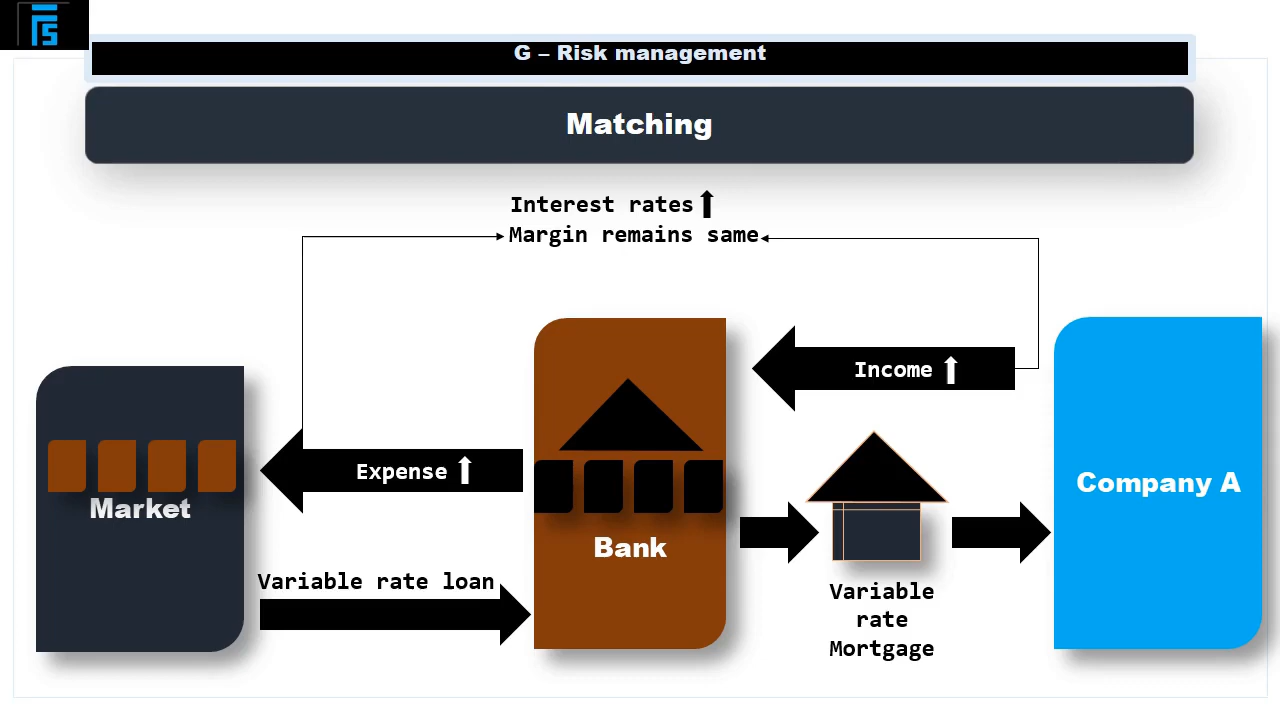 G – Risk management
Matching
Interest rates
Margin remains same
Income
Expense
Market
Company A
Bank
Variable rate loan
Variable
rate
Mortgage